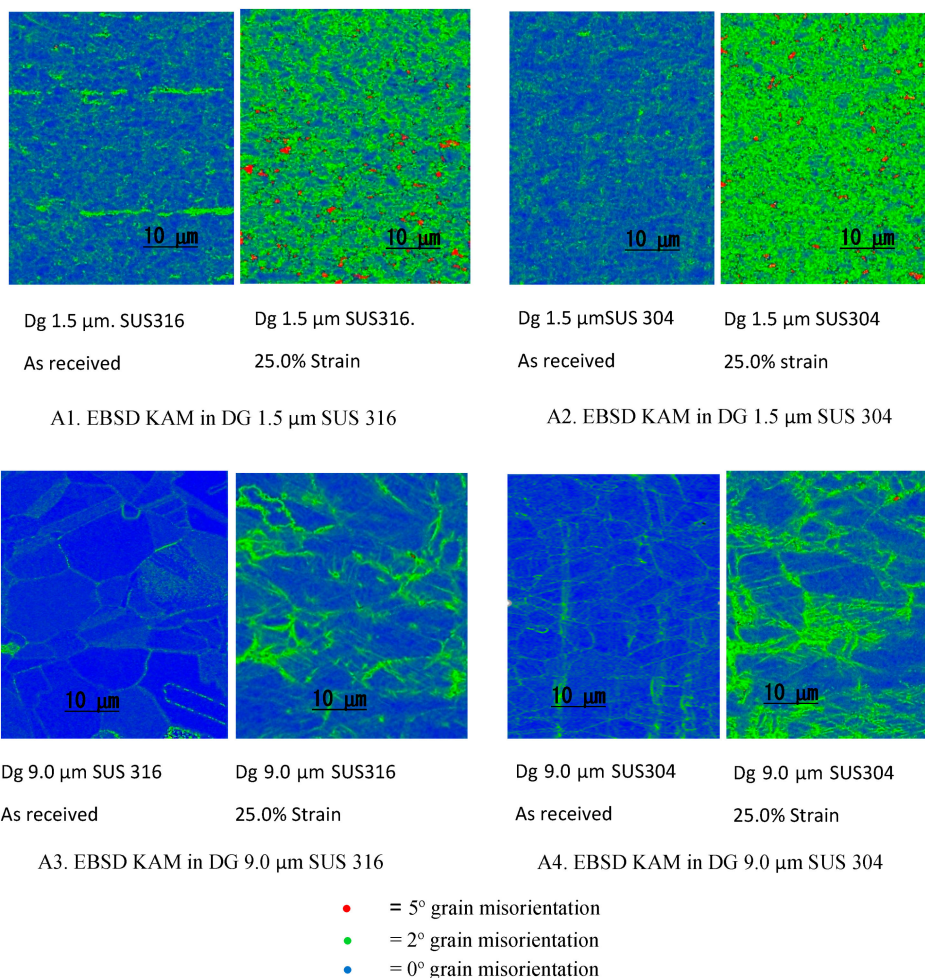 10 µm
10 µm
10 µm
10 µm
Dg 1.5 µm. SUS316
As received
Dg 1.5 µm SUS316.
25.0% Strain
Dg 1.5 µmSUS 304
As received
Dg 1.5 µm SUS304
25.0% strain
A1. EBSD KAM in DG 1.5 µm SUS 316
A2. EBSD KAM in DG 1.5 µm SUS 304
10 µm
10 µm
10 µm
10 µm
Dg 9.0 µm SUS 316
As received
Dg 9.0 µm SUS316
25.0% Strain
Dg 9.0 µm SUS304
As received
Dg 9.0 µm SUS304
25.0% Strain
A3. EBSD KAM in DG 9.0 µm SUS 316
A4. EBSD KAM in DG 9.0 µm SUS 304
= 5º grain misorientation
= 2º grain misorientation
= 0º grain misorientation